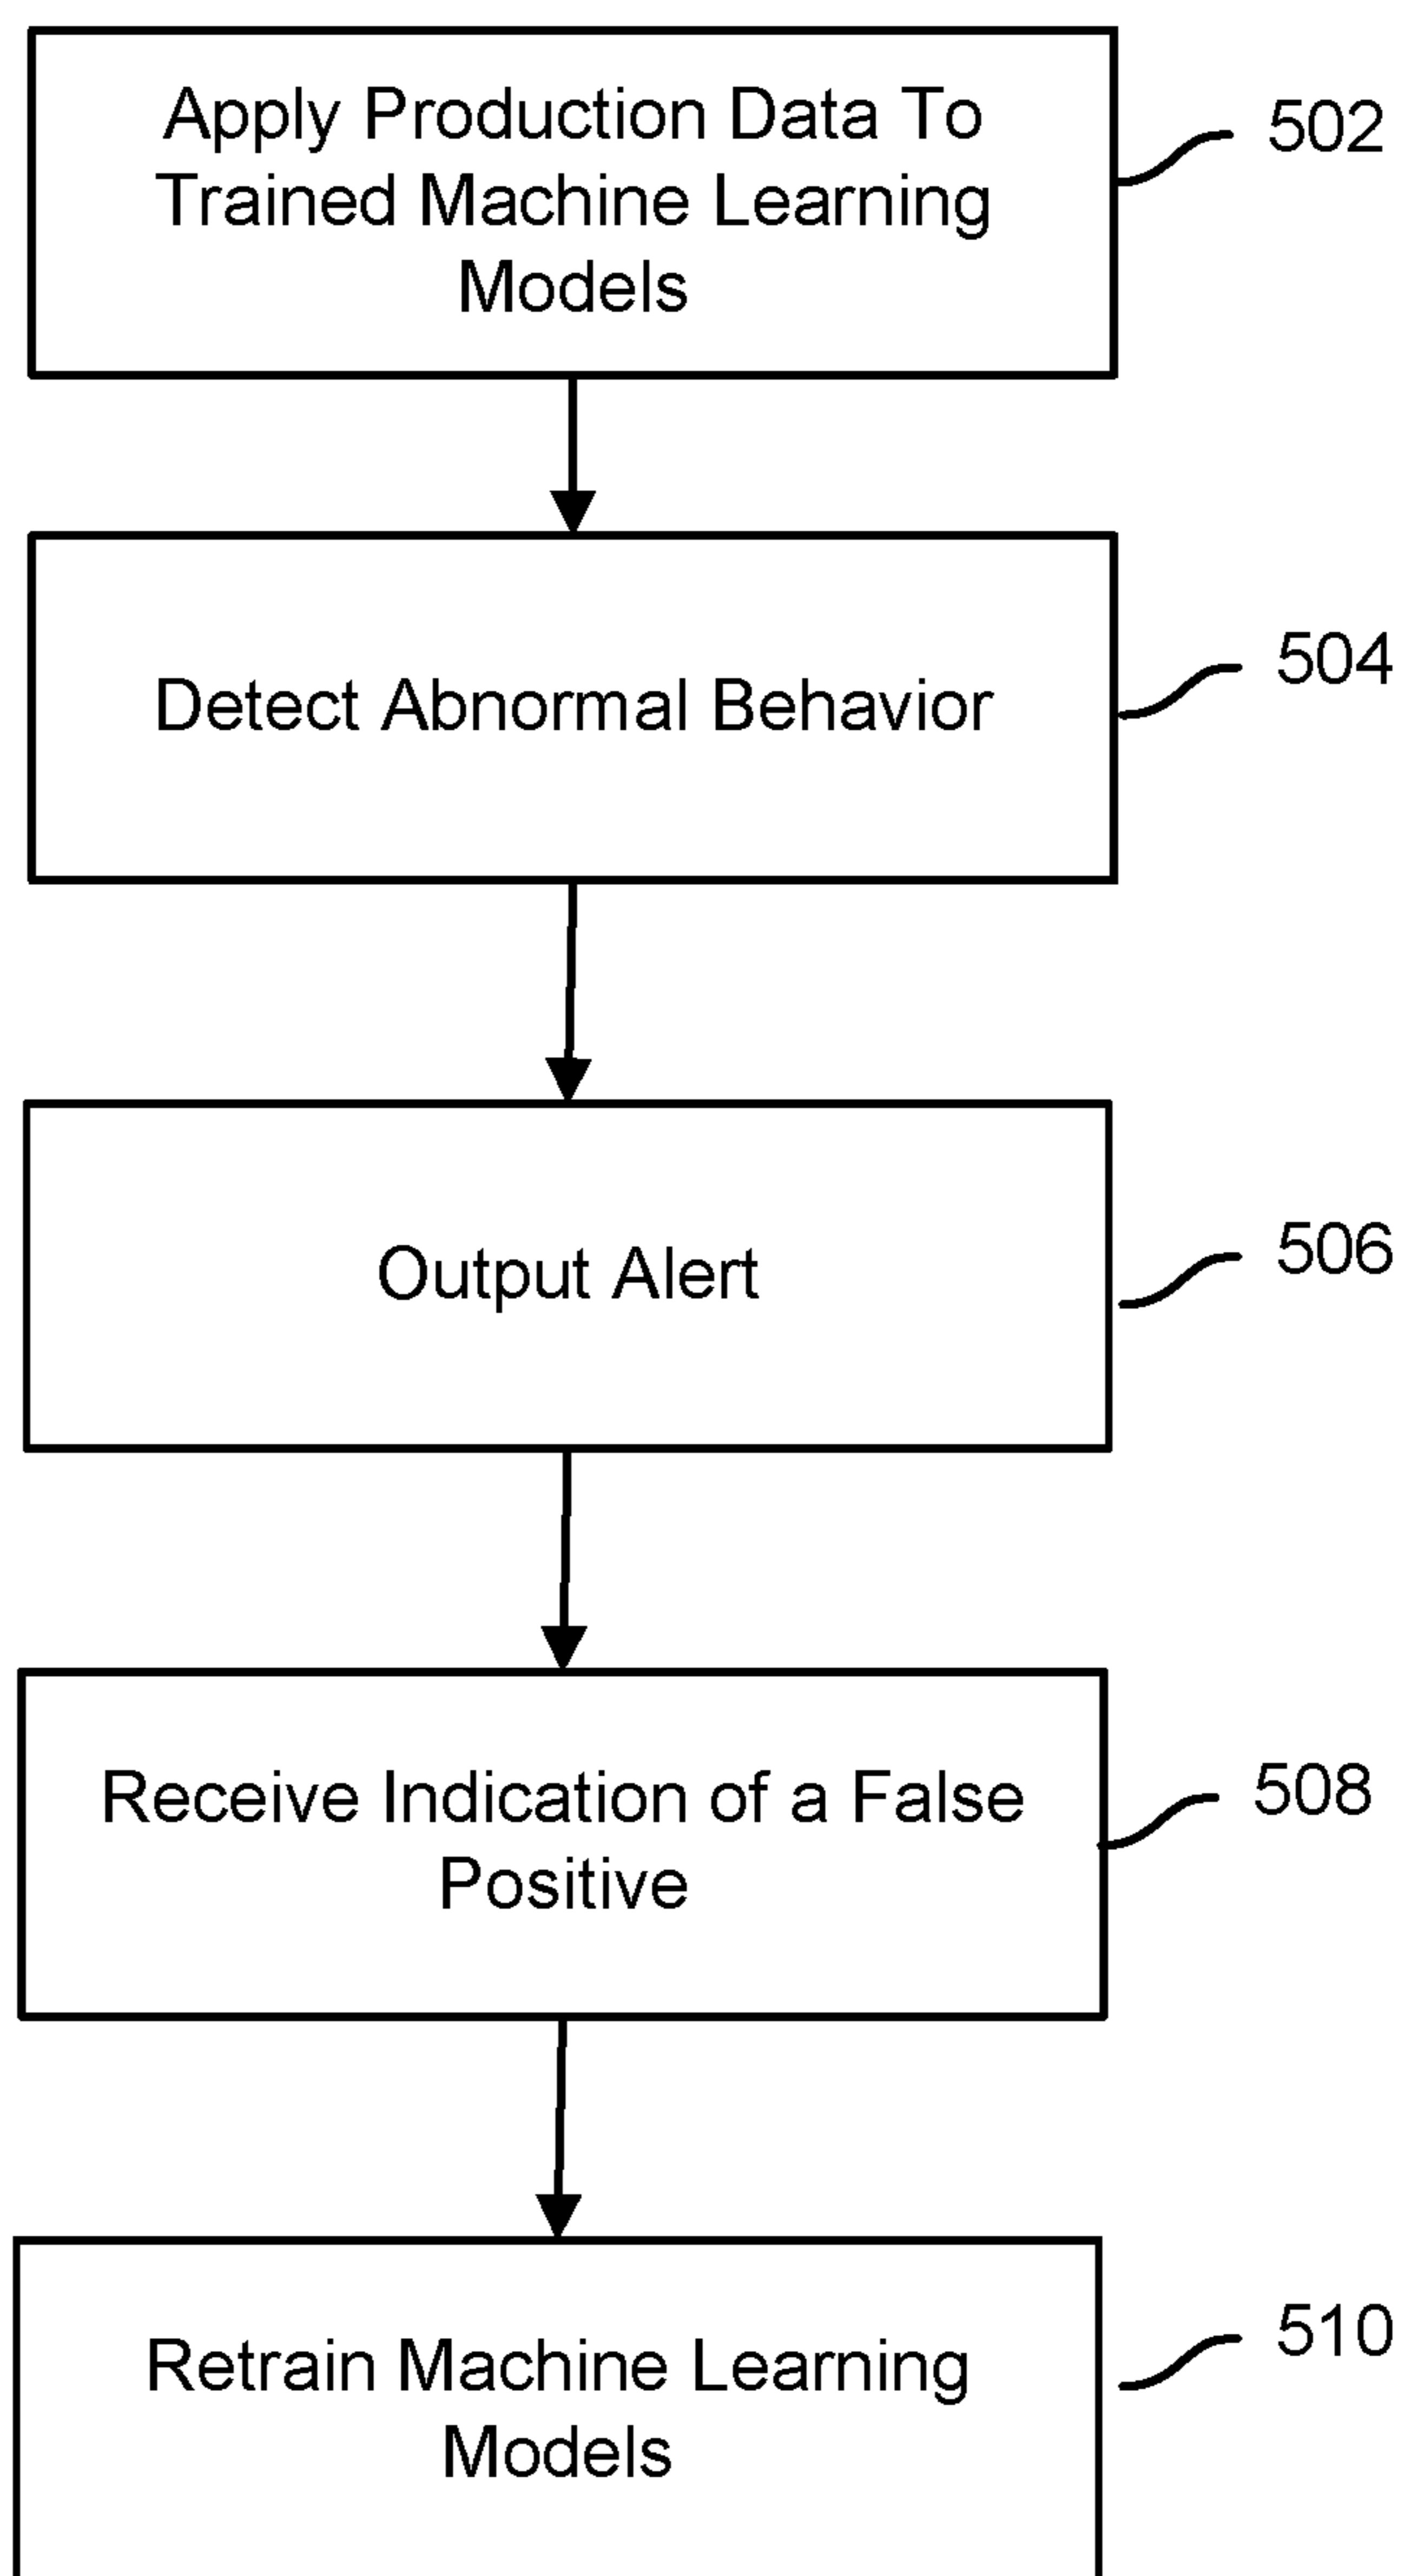 Apply Production Data To
Trained Machine Learning
Models
502
Detect Abnormal Behavior
504
Output Alert
506
Receive Indication of a False
Positive
508
Retrain Machine Learning
Models
510